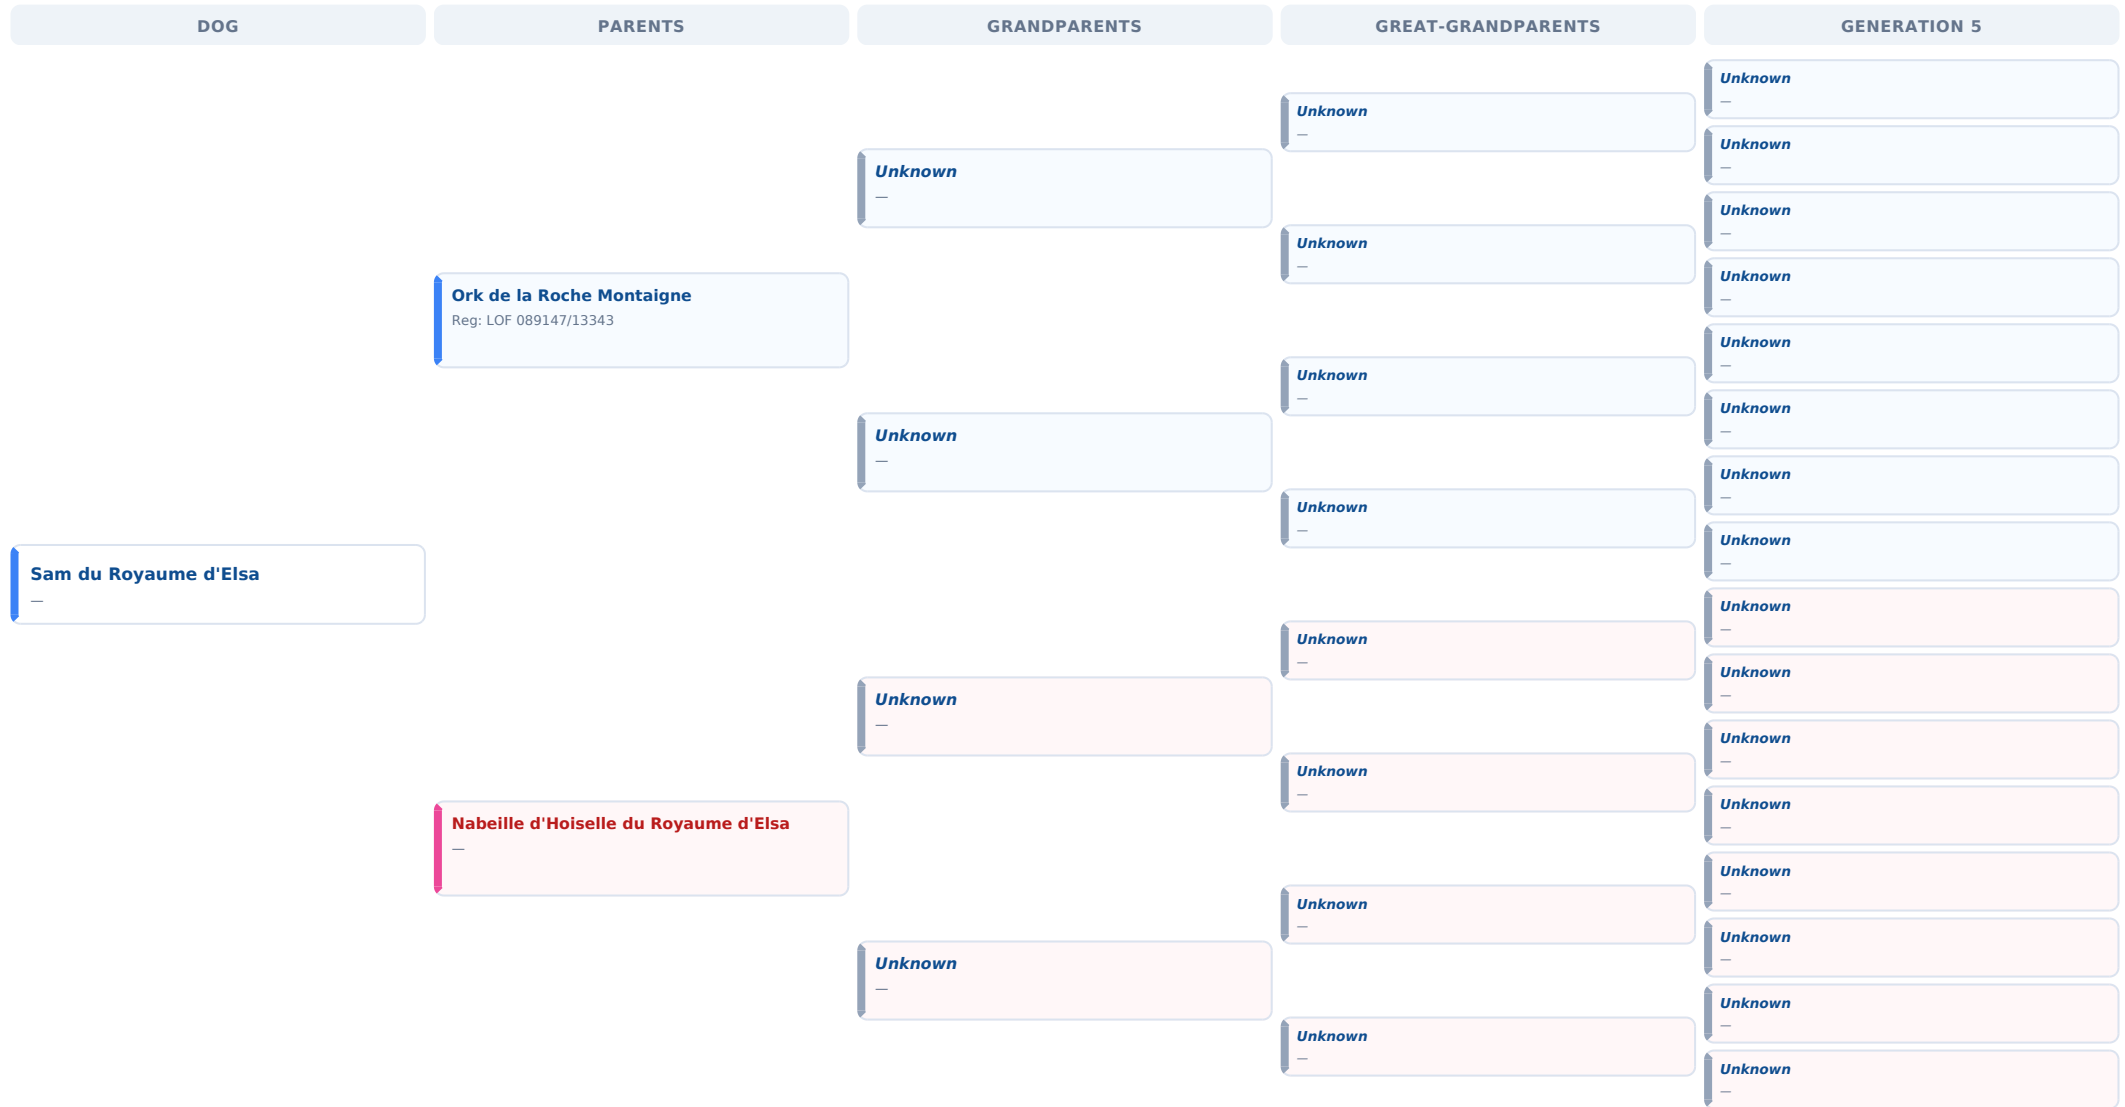 DOG
PARENTS
GRANDPARENTS
GREAT-GRANDPARENTS
GENERATION 5
Sam du Royaume d'Elsa
—
Ork de la Roche Montaigne
Reg: LOF 089147/13343
Nabeille d'Hoiselle du Royaume d'Elsa
—
Unknown
—
Unknown
—
Unknown
—
Unknown
—
Unknown
—
Unknown
—
Unknown
—
Unknown
—
Unknown
—
Unknown
—
Unknown
—
Unknown
—
Unknown
—
Unknown
—
Unknown
—
Unknown
—
Unknown
—
Unknown
—
Unknown
—
Unknown
—
Unknown
—
Unknown
—
Unknown
—
Unknown
—
Unknown
—
Unknown
—
Unknown
—
Unknown
—